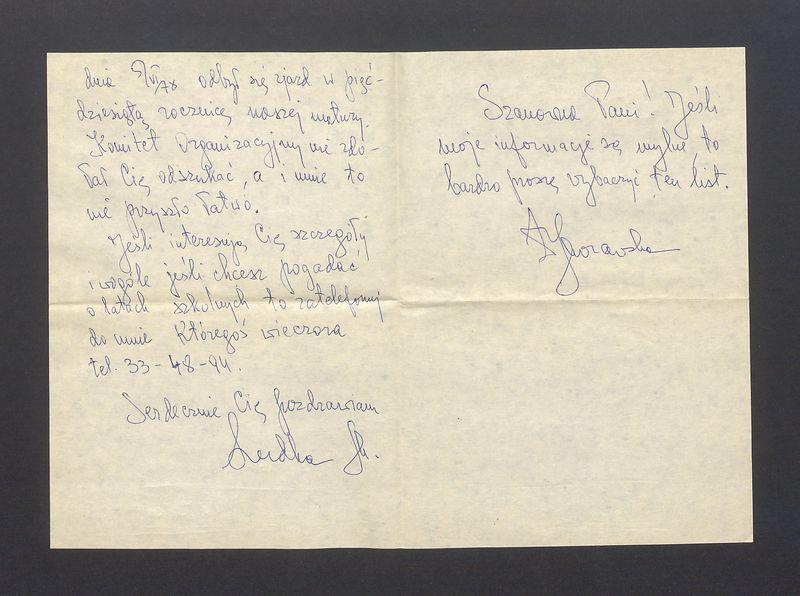 dnia 9/VI/78 odbył się zjazd w pięć-
dziesiątą rocznicę naszej matury.
Komitet Organizacyjny nie zdo-
łał Cię odszukać, a i mnie to
nie przyszło łatwo.
Jeśli interesują Cię szczegóły
i wogóle jeśli chcesz pogadać
o latach szkolnych to zatelefonuj
do mnie któregoś wieczora
tel. 33-48-94.
Serdecznie Cię pozdrawiam
Szanowna Pani! Jeśli
moje informacje są mylne, to
bardzo proszę wybaczyć ten list.